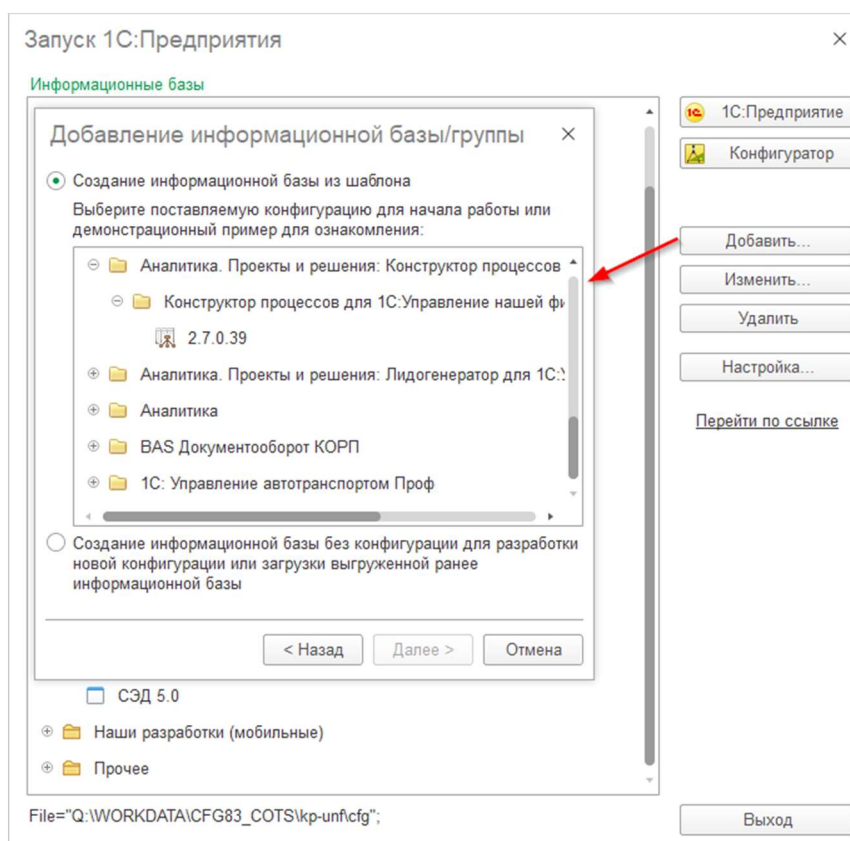 Запуск 1С:Предприятия
Информационные базы
Добавление информационной базы/группы
Создание информационной базы из шаблона
Выберите поставляемую конфигурацию для начала работы или
демонстрационный пример для ознакомления:
Аналитика. Проекты и решения: Конструктор процессов
Конструктор процессов для 1С:Управление нашей
2.7.0.39
Аналитика. Проекты и решения: Лидогенератор для
Аналитика
BAS Документооборот КОРП
1С: Управление автотранспортом Проф
Создание информационной базы без конфигурации для разработки
новой конфигурации или загрузки выгруженной ранее
информационной базы
< Назад
Далее >
Отмена
СЭД 5.0
Наши разработки (мобильные)
Прочее
File="Q:\WORKDATA\CFG83_COTS\kp-unf\cfg";
1С:Предприятие
Конфигуратор
Добавить...
Изменить...
Удалить
Настройка...
Перейти по ссылке
Выход